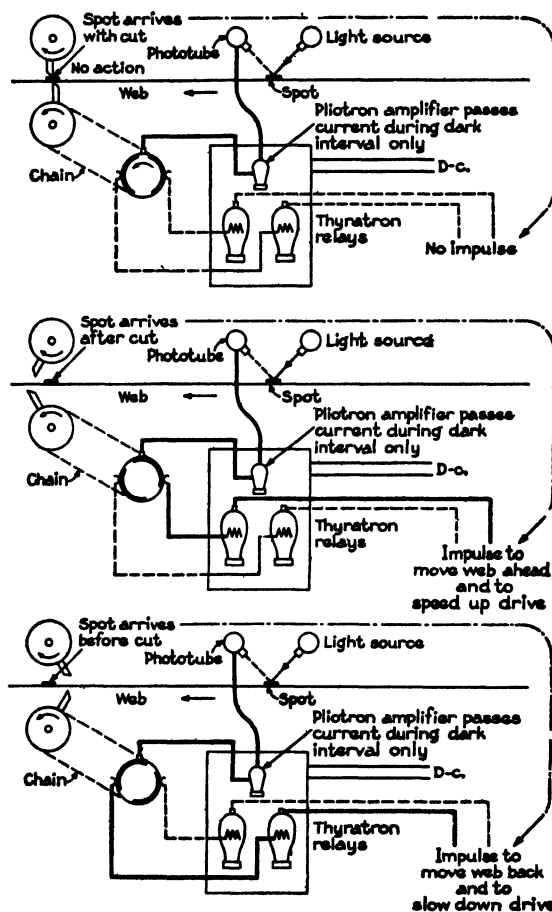 Spot arrives
with cut
No action
Phototube
Light source
Web
Spot
Pliotron amplifier passes
current during dark
interval only
Chain
D-c.
Thyratron
relays
No impulse
Spot arrives
after cut
Phototube
Light source
Web
Spot
Pliotron amplifier passes
current during dark
interval only
Chain
D-c.
Thyratron
relays
Impulse to
move web ahead
and to
speed up drive
Spot arrives
before cut
Phototube
Light source
Web
Spot
Pliotron amplifier passes
current during dark
interval only
Chain
D-c.
Thyratron
relays
Impulse to
move web back
and to
slow down drive